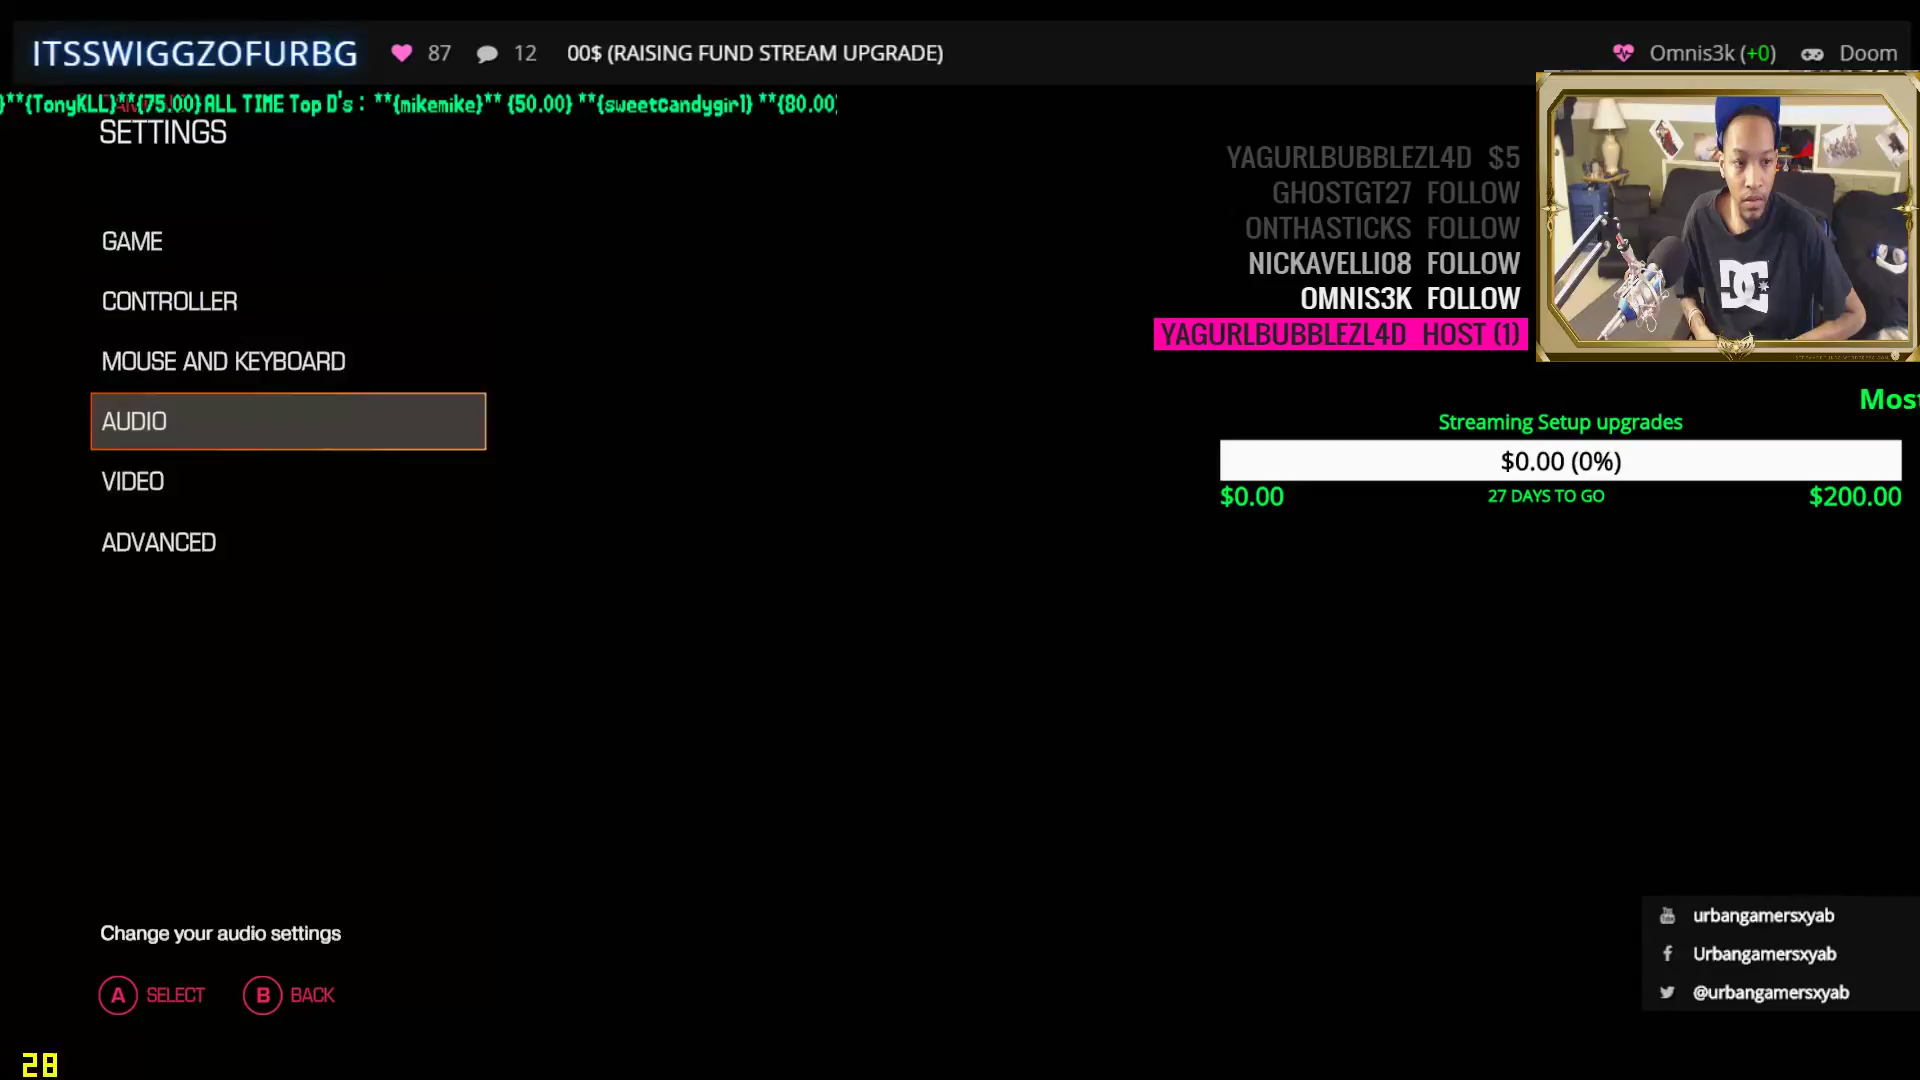 ITSSWIGGZOFURBG 87 12 00$ (RAISING FUND STREAM UPGRADE) Omnis3k (+0) Doom
}**{TonyKLL}**{75.00} ALL TIME Top D's : **{mikemike}** {50.00} **{sweetCandygirl} **{80.00}
SETTINGS
GAME
CONTROLLER
MOUSE AND KEYBOARD
AUDIO
VIDEO
ADVANCED
YAGURLBUBBLEZL4D $5
GHOSTGT27 FOLLOW
ONTHASTICKS FOLLOW
NICKAVELLI08 FOLLOW
OMNIS3K FOLLOW
YAGURLBUBBLEZL4D HOST (1)
DC
Most
Streaming Setup upgrades
$0.00 (0%)
$0.00 27 DAYS TO GO $200.00
Change your audio settings
A SELECT B BACK
urbangamersxyab
Urbangamersxyab
@urbangamersxyab
28